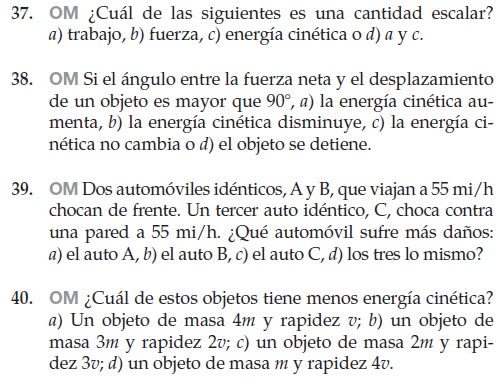 37. OM ¿Cuál de las siguientes es una cantidad escalar?
a) trabajo, b) fuerza, c) energía cinética o d) a y c.
38. OM Si el ángulo entre la fuerza neta y el desplazamiento
de un objeto es mayor que 90°, a) la energía cinética au-
menta, b) la energía cinética disminuye, c) la energía ci-
nética no cambia o d) el objeto se detiene.
39. OM Dos automóviles idénticos, A y B, que viajan a 55 mi/h
chocan de frente. Un tercer auto idéntico, C, choca contra
una pared a 55 mi/h. ¿Qué automóvil sufre más daños:
a) el auto A, b) el auto B, c) el auto C, d) los tres lo mismo?
40. OM ¿Cuál de estos objetos tiene menos energía cinética?
a) Un objeto de masa 4m y rapidez v; b) un objeto de
masa 3m y rapidez 2v; c) un objeto de masa 2m y rapi-
dez 3v; d) un objeto de masa m y rapidez 4v.